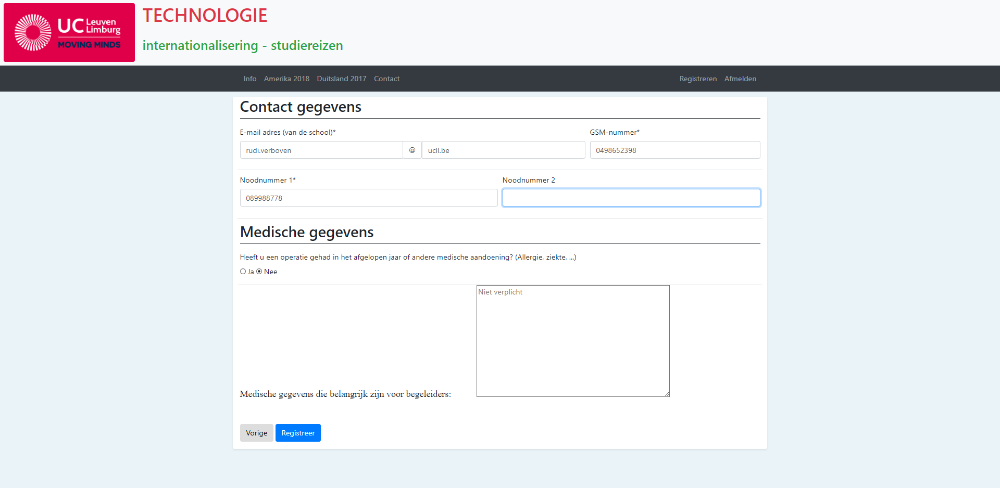 UC Leuven
Limburg
MOVING MINDS
TECHNOLOGIE
internationalisering - studiereizen
Info Amerika 2018 Duitsland 2017 Contact Registreren Afmelden
Contact gegevens
E-mail adres (van de school)* GSM-nummer*
rudi.verboven @ ucll.be 0498652398
Noodnummer 1* Noodnummer 2
089988778
Medische gegevens
Heeft u een operatie gehad in het afgelopen jaar of andere medische aandoening? (Allergie, ziekte, ...)
Ja Nee
Niet verplicht
Medische gegevens die belangrijk zijn voor begeleiders:
Vorige Registreer